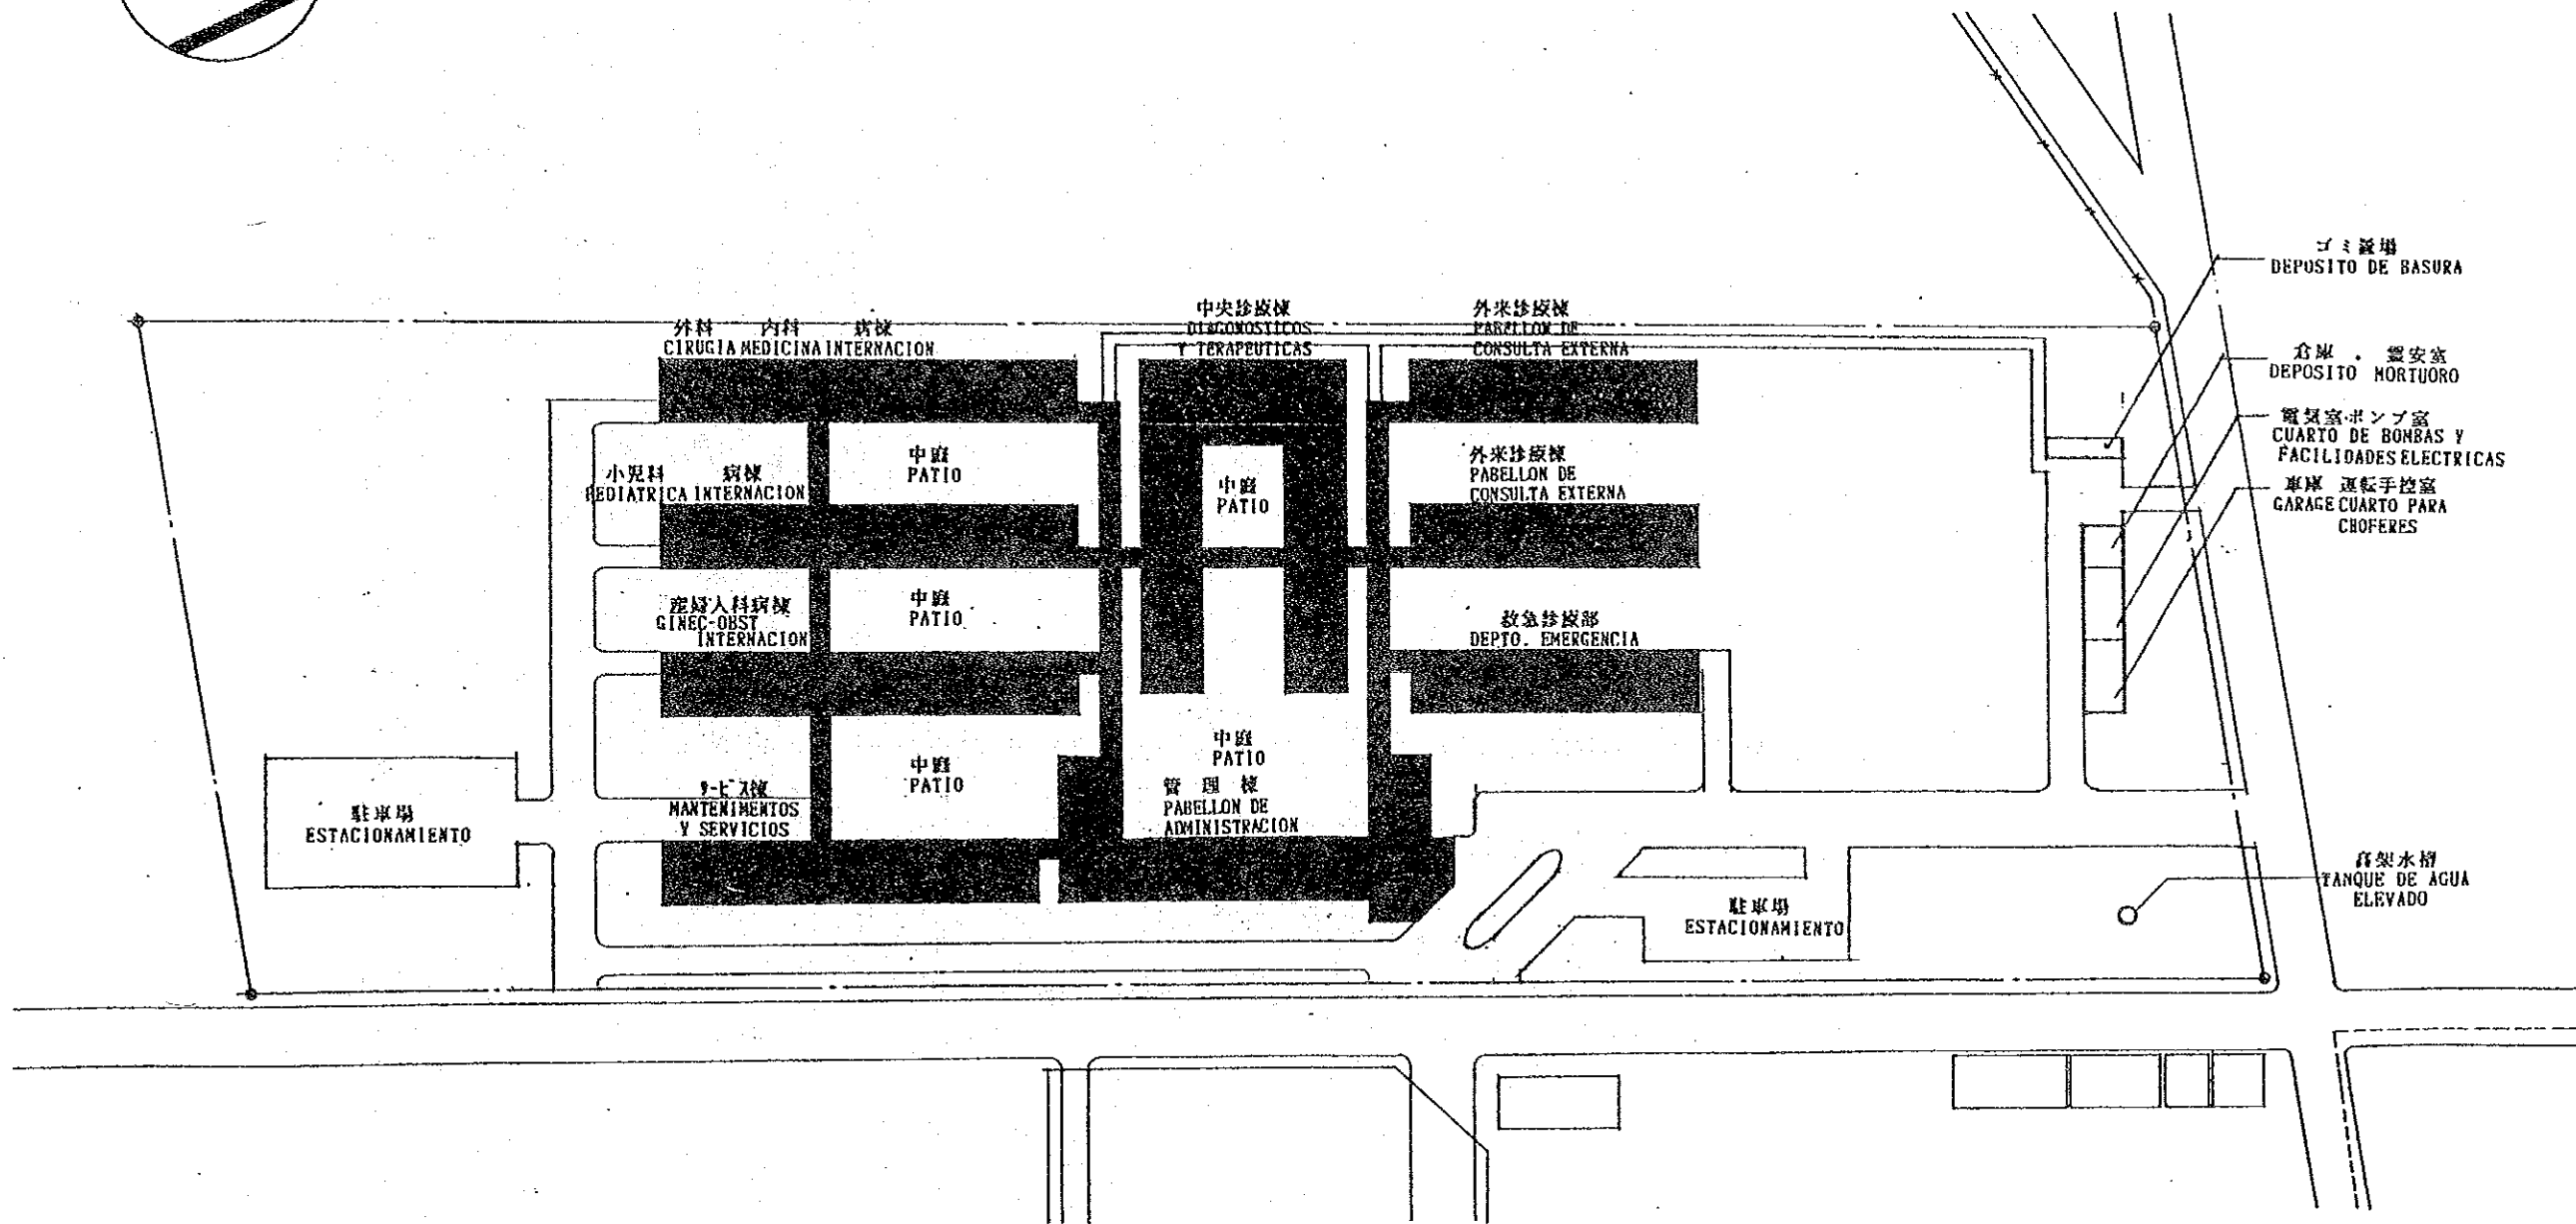 外科 内科 病棟
CIRUGIA MEDICINA INTERNACION
中央診療棟
DIAGONOSTICOS
Y TERAPEUTICAS
外来診療棟
PABELLON DE
CONSULTA EXTERNA
ゴミ置場
DEPOSITO DE BASURA
倉庫 ・ 霊安室
DEPOSITO MORTUORO
電気室・ポンプ室
CUARTO DE BOMBAS Y
FACILIDADES ELECTRICAS
車庫 運転手控室
GARAGE CUARTO PARA
CHOFERES
小児科 病棟
PEDIATRICA INTERNACION
中庭
PATIO
中庭
PATIO
外来診療棟
PABELLON DE
CONSULTA EXTERNA
産婦人科病棟
GINEC-OBST
INTERNACION
中庭
PATIO
救急診療部
DEPTO. EMERGENCIA
サービス棟
MANTENIMENTOS
Y SERVICIOS
中庭
PATIO
中庭
PATIO
管理棟
PABELLON DE
ADMINISTRACION
駐車場
ESTACIONAMIENTO
駐車場
ESTACIONAMIENTO
高架水槽
TANQUE DE AGUA
ELEVADO